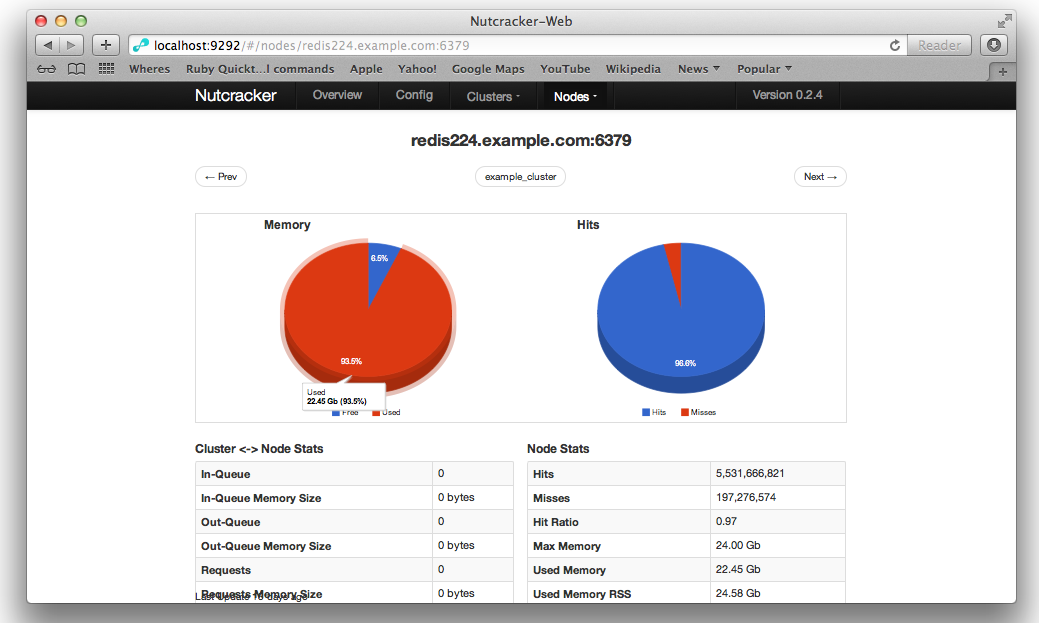 Nutcracker-Web
localhost:9292/#/nodes/redis224.example.com:6379
Reader
Wheres Ruby Quickt...l commands Apple Yahoo! Google Maps YouTube Wikipedia News Popular
Nutcracker Overview Config Clusters Nodes Version 0.2.4
redis224.example.com:6379
← Prev example_cluster Next →
Memory Hits
6.5%
93.5% 96.6%
Used
22.45 Gb (93.5%)
Free Used Hits Misses
Cluster <-> Node Stats Node Stats
In-Queue 0 Hits 5,531,666,821
In-Queue Memory Size 0 bytes Misses 197,276,574
Out-Queue 0 Hit Ratio 0.97
Out-Queue Memory Size 0 bytes Max Memory 24.00 Gb
Requests 0 Used Memory 22.45 Gb
Requests Memory Size 0 bytes Used Memory RSS 24.58 Gb
Last Update days ago